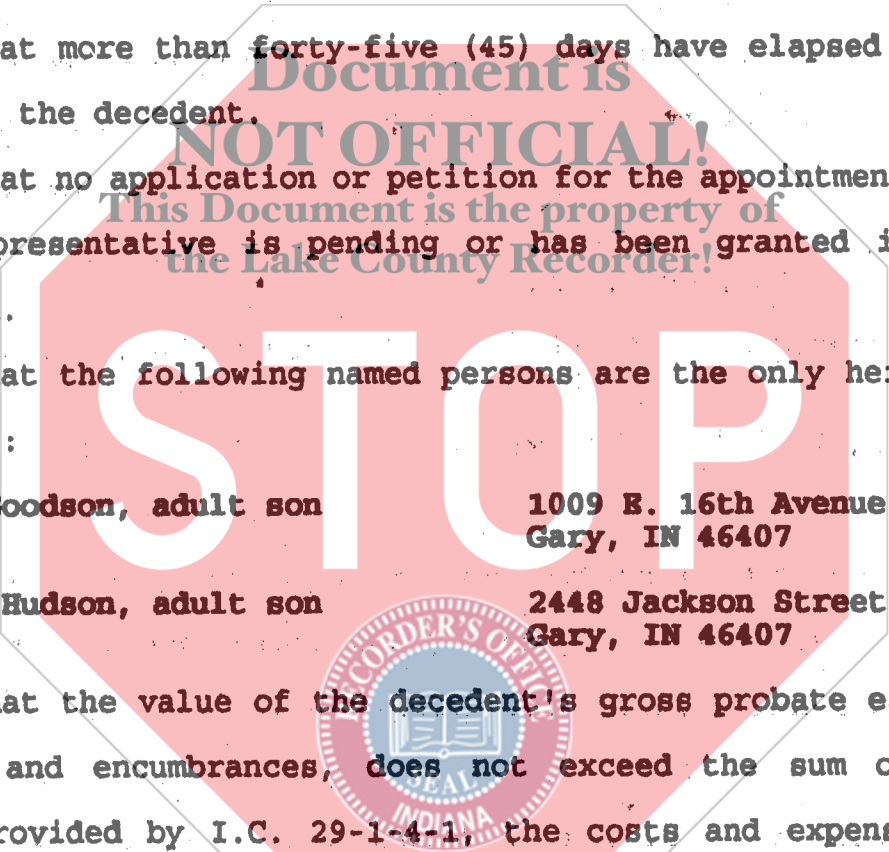 at more than forty-five (45) days have elapsed
Document is
the decedent.
NOT OFFICIAL!
at no application or petition for the
This Document is the property of
presentative is pending or has been granted
the Lake County Recorder!
at the following named persons are the only
:
STOP
oodson, adult son 1009 E. 16th Avenue
Gary, IN 46407
Hudson, adult son 2448 Jackson Street
Gary, IN 46407
RECORDER'S OFFICE
at the value of the decedent's gross probate e
and encumbrances, does not exceed the sum
SEAL
INDIANA
rovided by I.C. 29-1-4-1, the costs and